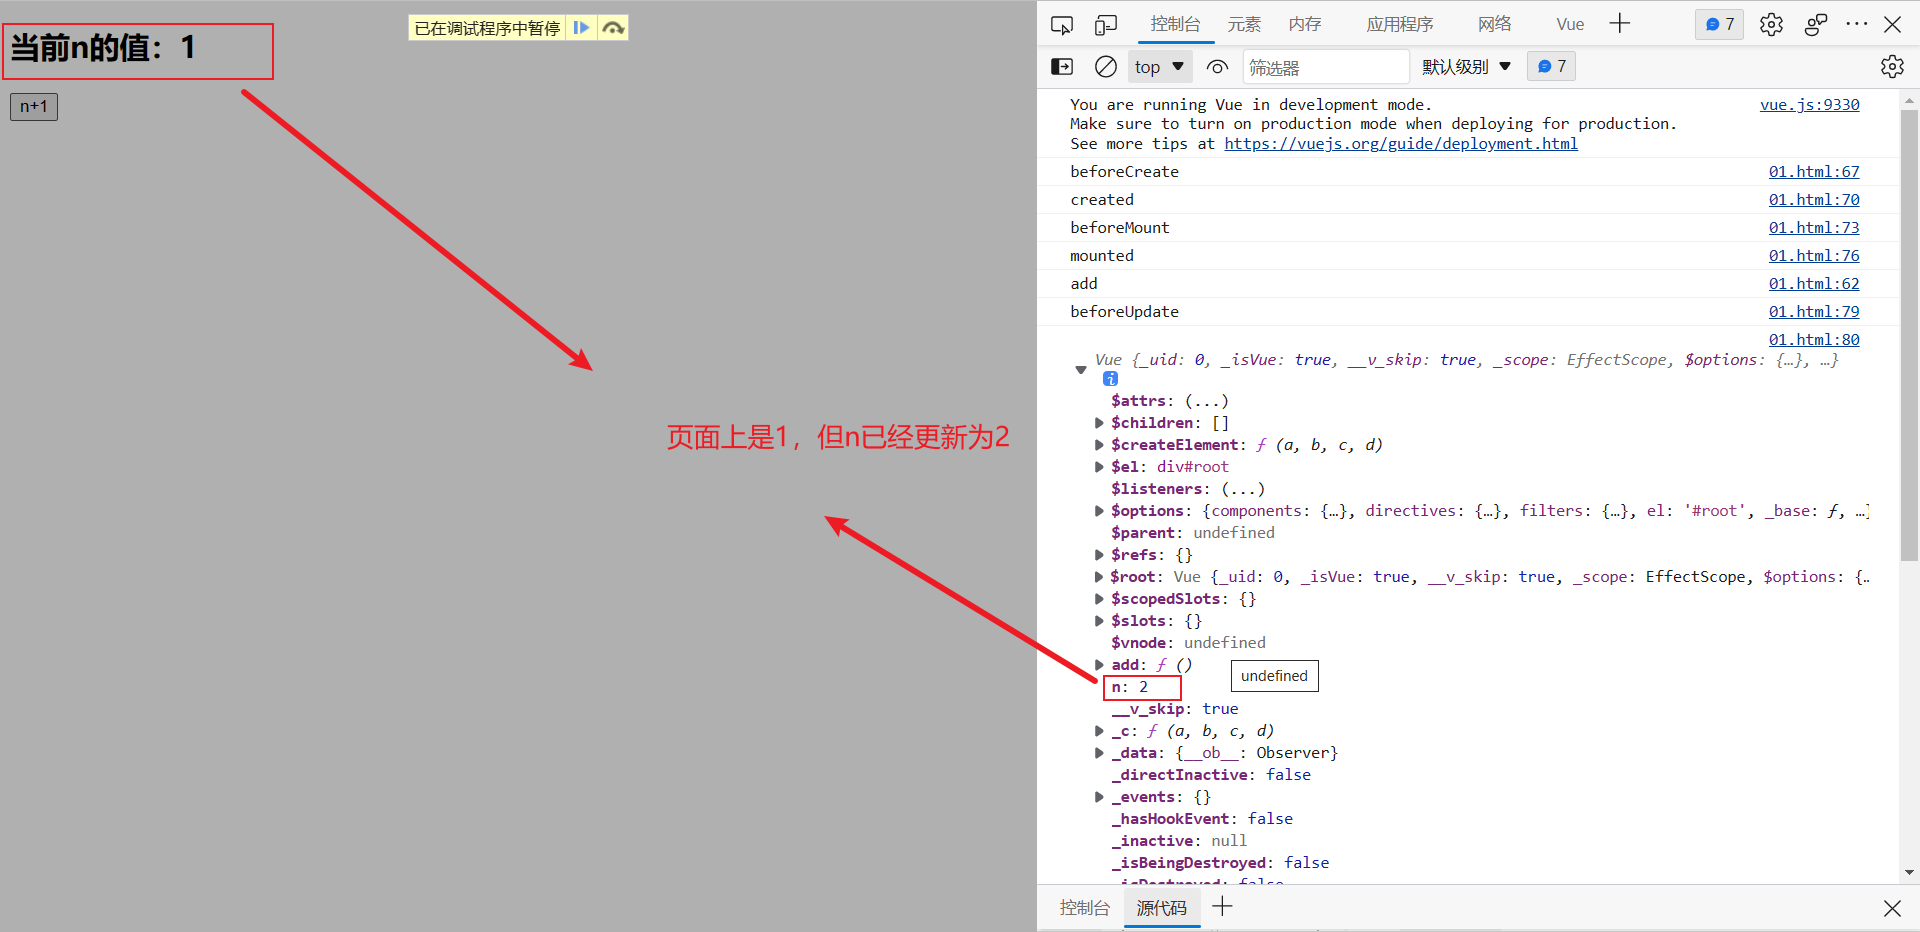 当前n的值：1
n+1
已在调试程序中暂停
页面上是1，但n已经更新为2
控制台 元素 内存 应用程序 网络 Vue 7
top 筛选器 默认级别 7
You are running Vue in development mode. vue.js:9330
Make sure to turn on production mode when deploying for production.
See more tips at https://vuejs.org/guide/deployment.html
beforeCreate 01.html:67
created 01.html:70
beforeMount 01.html:73
mounted 01.html:76
add 01.html:62
beforeUpdate 01.html:79
01.html:80
Vue {_uid: 0, _isVue: true, __v_skip: true, _scope: EffectScope, $options: {…}, …}
i
$attrs: (...)
$children: []
$createElement: ƒ (a, b, c, d)
$el: div#root
$listeners: (...)
$options: {components: {…}, directives: {…}, filters: {…}, el: '#root', _base: ƒ, …}
$parent: undefined
$refs: {}
$root: Vue {_uid: 0, _isVue: true, __v_skip: true, _scope: EffectScope, $options: {…
$scopedSlots: {}
$slots: {}
$vnode: undefined
add: ƒ ()
undefined
n: 2
__v_skip: true
_c: ƒ (a, b, c, d)
_data: {__ob__: Observer}
_directInactive: false
_events: {}
_hasHookEvent: false
_inactive: null
_isBeingDestroyed: false
_isDestroyed: false
控制台 源代码